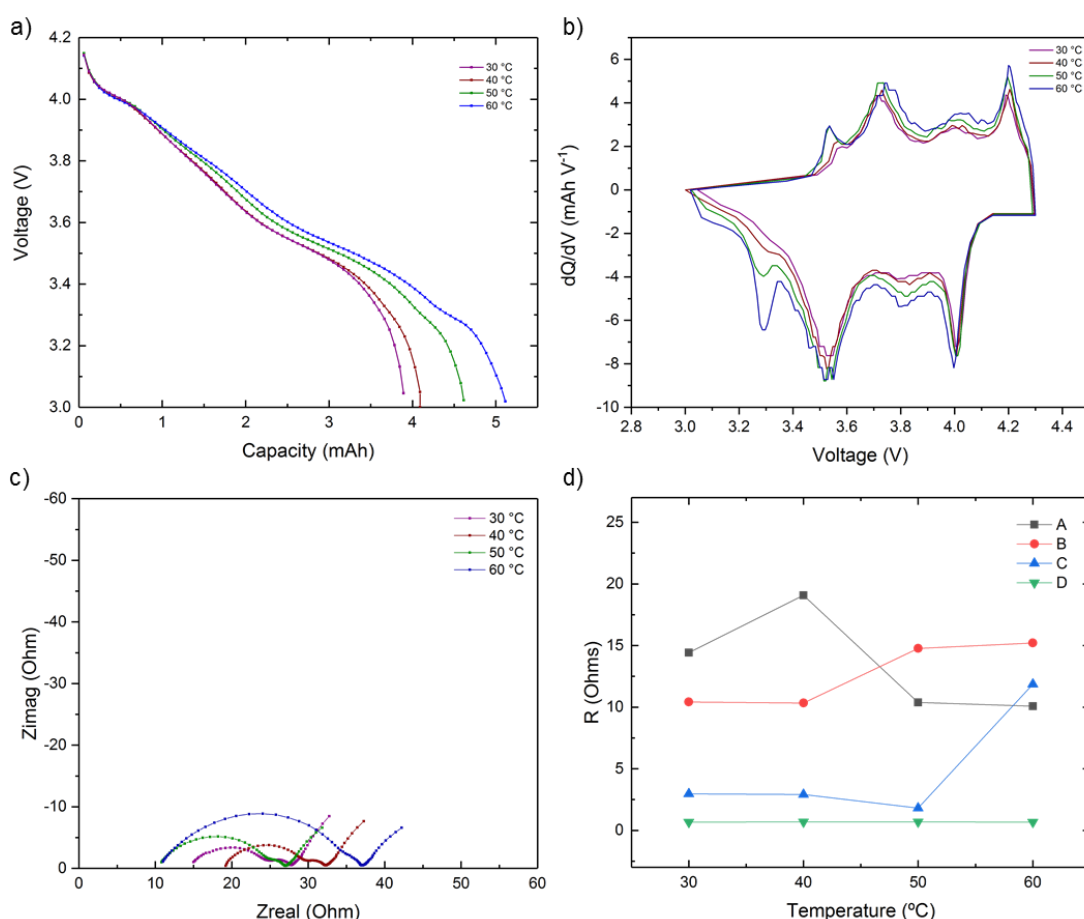 a)
4.2
4.0
3.8
3.6
3.4
3.2
3.0
Voltage (V)
30 °C
40 °C
50 °C
60 °C
0 1 2 3 4 5
Capacity (mAh)
b)
6
4
2
0
-2
-4
-6
-8
-10
dQ/dV (mAh V-1)
30 °C
40 °C
50 °C
60 °C
2.8 3.0 3.2 3.4 3.6 3.8 4.0 4.2 4.4
Voltage (V)
c)
-60
-50
-40
-30
-20
-10
0
Zimag (Ohm)
30 °C
40 °C
50 °C
60 °C
0 10 20 30 40 50 60
Zreal (Ohm)
d)
25
20
15
10
5
0
R (Ohms)
A
B
C
D
30 40 50 60
Temperature (ºC)